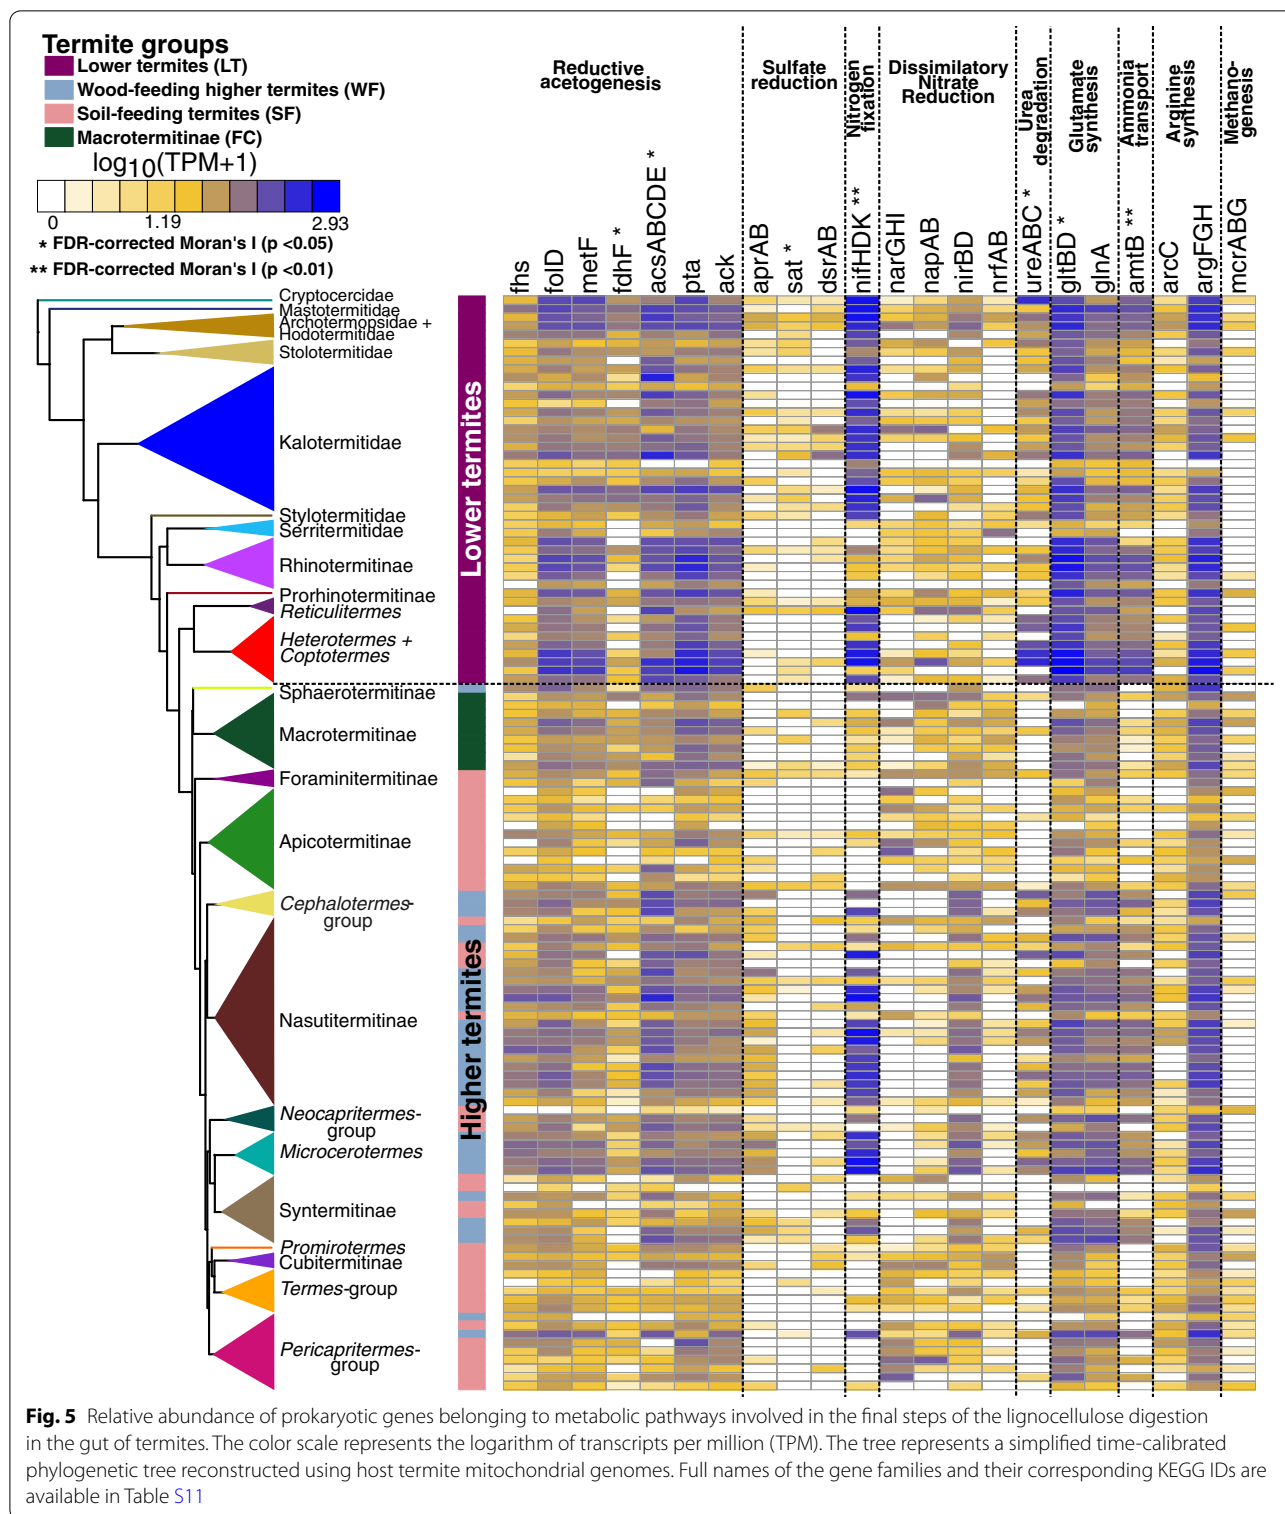 Termite groups
Lower termites (LT)
Wood-feeding higher termites (WF)
Soil-feeding termites (SF)
Macrotermitinae (FC)
log10(TPM+1)
0 1.19 2.93
* FDR-corrected Moran's I (p <0.05)
** FDR-corrected Moran's I (p <0.01)
Reductive
acetogenesis
Sulfate
reduction
Nitrogen
fixation
Dissimilatory
Nitrate
Reduction
Urea
degradation
Glutamate
synthesis
Ammonia
transport
Arginine
synthesis
Methano-
genesis
fhs
folD
metF
fdhF *
acsABCDE *
pta
ack
aprAB
sat *
dsrAB
nifHDK **
narGHI
napAB
nirBD
nrfAB
ureABC *
gltBD *
glnA
amtB **
arcC
argFGH
mcrABG
Cryptocercidae
Mastotermitidae
Archotermopsidae +
Hodotermitidae
Stolotermitidae
Kalotermitidae
Stylotermitidae
Serritermitidae
Rhinotermitinae
Prorhinotermitinae
Reticulitermes
Heterotermes +
Coptotermes
Sphaerotermitinae
Macrotermitinae
Foraminitermitinae
Apicotermitinae
Cephalotermes-
group
Nasutitermitinae
Neocapritermes-
group
Microcerotermes
Syntermitinae
Promirotermes
Cubitermitinae
Termes-group
Pericapritermes-
group
Lower termites
Higher termites
Fig. 5 Relative abundance of prokaryotic genes belonging to metabolic pathways involved in the final steps of the lignocellulose digestion
in the gut of termites. The color scale represents the logarithm of transcripts per million (TPM). The tree represents a simplified time-calibrated
phylogenetic tree reconstructed using host termite mitochondrial genomes. Full names of the gene families and their corresponding KEGG IDs are
available in Table S11